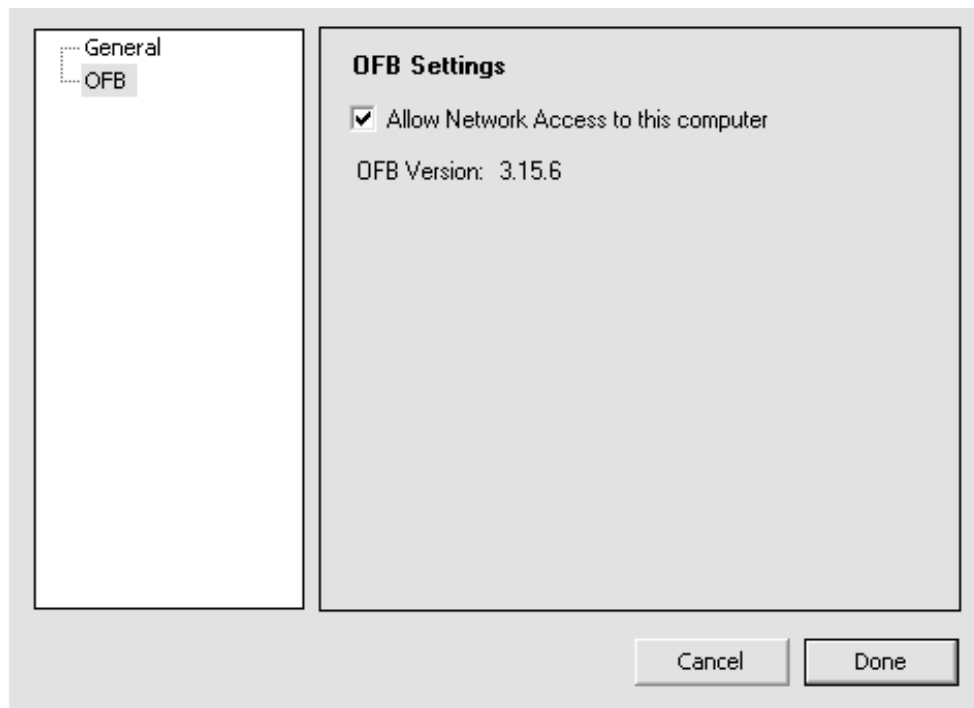 General
OFB
OFB Settings
Allow Network Access to this computer
OFB Version: 3.15.6
Cancel
Done